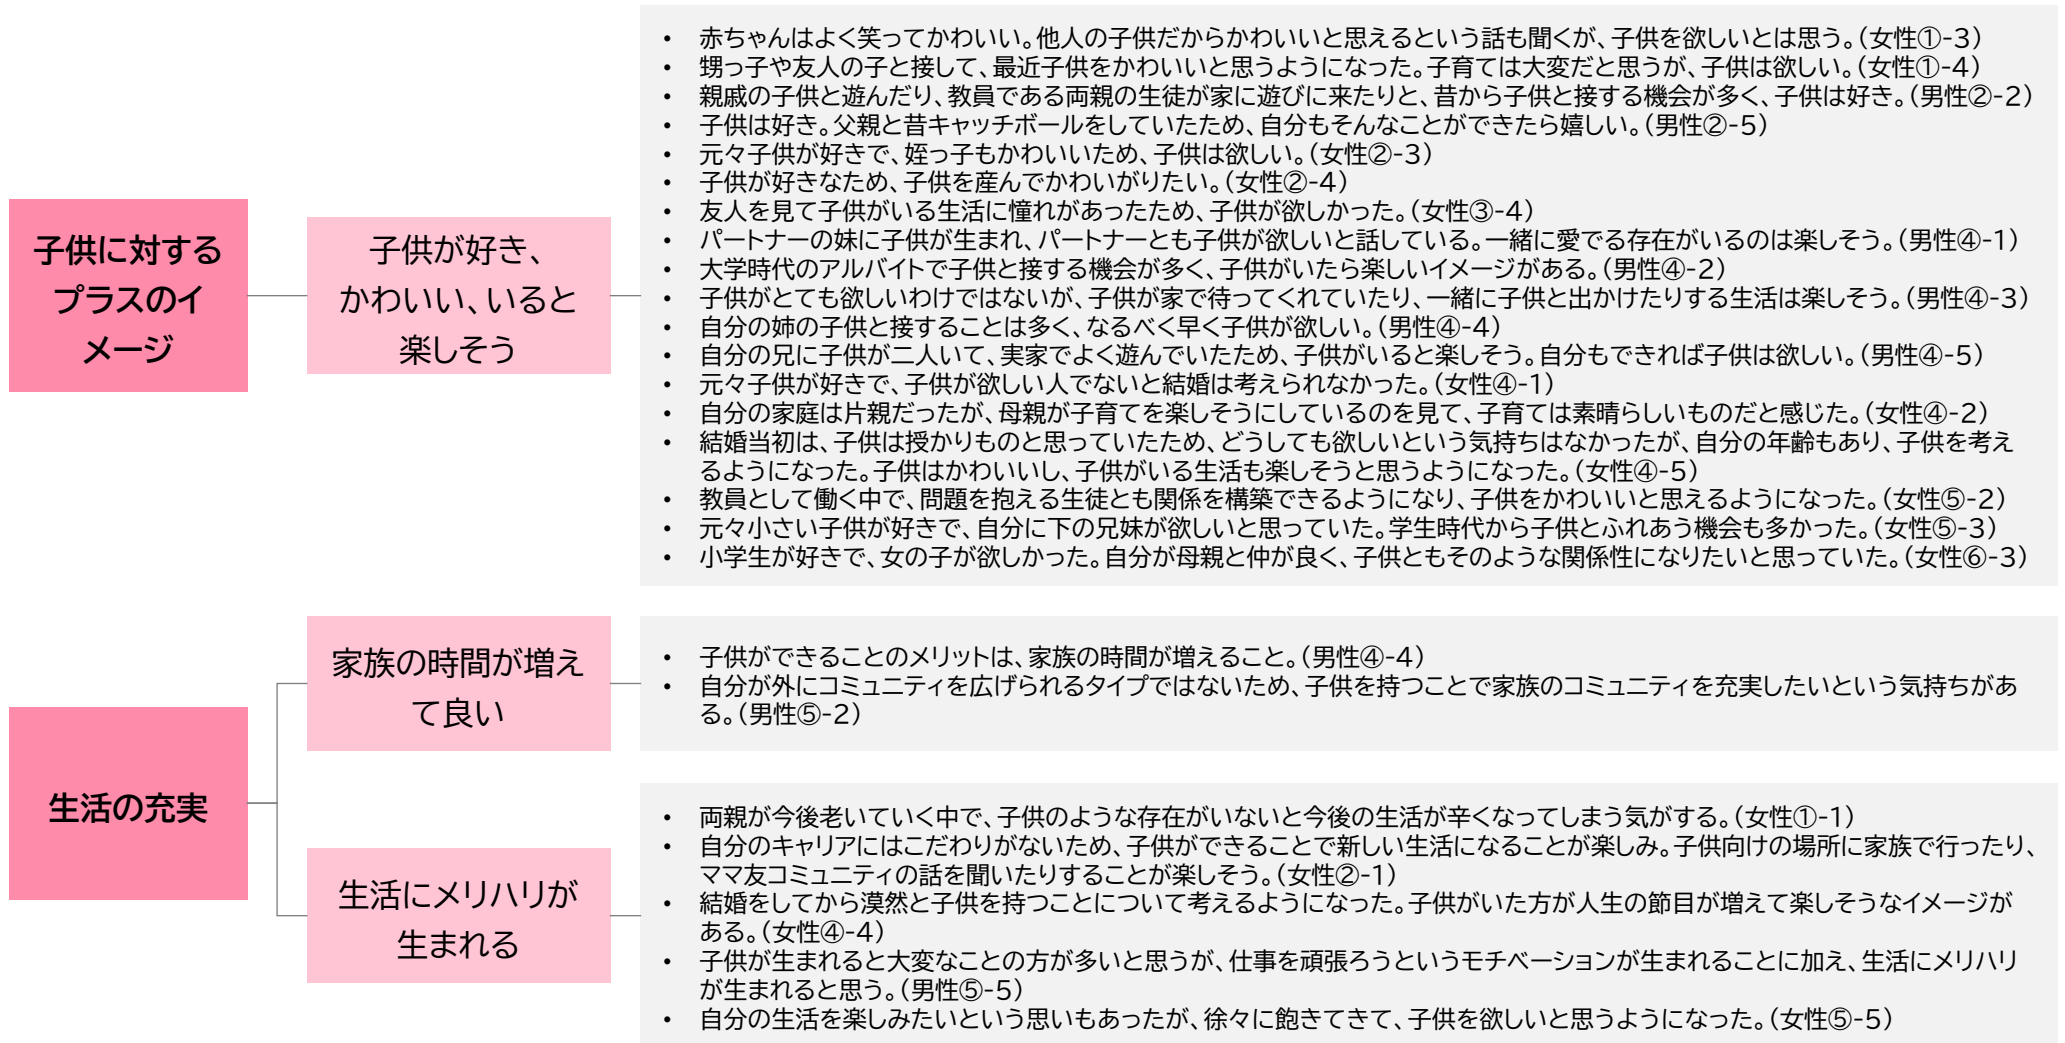 子供に対する
プラスのイ
メージ
子供が好き、
かわいい、いると
楽しそう
• 赤ちゃんはよく笑ってかわいい。他人の子供だからかわいいと思えるという話も聞くが、子供を欲しいとは思う。（女性①-3）
• 甥っ子や友人の子と接して、最近子供をかわいいと思うようになった。子育ては大変だと思うが、子供は欲しい。（女性①-4）
• 親戚の子供と遊んだり、教員である両親の生徒が家に遊びに来たりと、昔から子供と接する機会が多く、子供は好き。（男性②-2）
• 子供は好き。父親と昔キャッチボールをしていたため、自分もそんなことができたら嬉しい。（男性②-5）
• 元々子供が好きで、姪っ子もかわいいため、子供は欲しい。（女性②-3）
• 子供が好きなため、子供を産んでかわいがりたい。（女性②-4）
• 友人を見て子供がいる生活に憧れがあったため、子供が欲しかった。（女性③-4）
• パートナーの妹に子供が生まれ、パートナーとも子供が欲しいと話している。一緒に愛でる存在がいるのは楽しそう。（男性④-1）
• 大学時代のアルバイトで子供と接する機会が多く、子供がいたら楽しいイメージがある。（男性④-2）
• 子供がとても欲しいわけではないが、子供が家で待ってくれていたり、一緒に子供と出かけたりする生活は楽しそう。（男性④-3）
• 自分の姉の子供と接することは多く、なるべく早く子供が欲しい。（男性④-4）
• 自分の兄に子供が二人いて、実家でよく遊んでいたため、子供がいると楽しそう。自分もできれば子供は欲しい。（男性④-5）
• 元々子供が好きで、子供が欲しい人でないと結婚は考えられなかった。（女性④-1）
• 自分の家庭は片親だったが、母親が子育てを楽しそうにしているのを見て、子育ては素晴らしいものだと感じた。（女性④-2）
• 結婚当初は、子供は授かりものと思っていたため、どうしても欲しいという気持ちはなかったが、自分の年齢もあり、子供を考え
るようになった。子供はかわいいし、子供がいる生活も楽しそうと思うようになった。（女性④-5）
• 教員として働く中で、問題を抱える生徒とも関係を構築できるようになり、子供をかわいいと思えるようになった。（女性⑤-2）
• 元々小さい子供が好きで、自分に下の兄妹が欲しいと思っていた。学生時代から子供とふれあう機会も多かった。（女性⑤-3）
• 小学生が好きで、女の子が欲しかった。自分が母親と仲が良く、子供ともそのような関係性になりたいと思っていた。（女性⑥-3）
生活の充実
家族の時間が増え
て良い
• 子供ができることのメリットは、家族の時間が増えること。（男性④-4）
• 自分が外にコミュニティを広げられるタイプではないため、子供を持つことで家族のコミュニティを充実したいという気持ちがあ
る。（男性⑤-2）
生活にメリハリが
生まれる
• 両親が今後老いていく中で、子供のような存在がいないと今後の生活が辛くなってしまう気がする。（女性①-1）
• 自分のキャリアにはこだわりがないため、子供ができることで新しい生活になることが楽しみ。子供向けの場所に家族で行ったり、
ママ友コミュニティの話を聞いたりすることが楽しそう。（女性②-1）
• 結婚をしてから漠然と子供を持つことについて考えるようになった。子供がいた方が人生の節目が増えて楽しそうなイメージが
ある。（女性④-4）
• 子供が生まれると大変なことの方が多いと思うが、仕事を頑張ろうというモチベーションが生まれることに加え、生活にメリハリ
が生まれると思う。（男性⑤-5）
• 自分の生活を楽しみたいという思いもあったが、徐々に飽きてきて、子供を欲しいと思うようになった。（女性⑤-5）